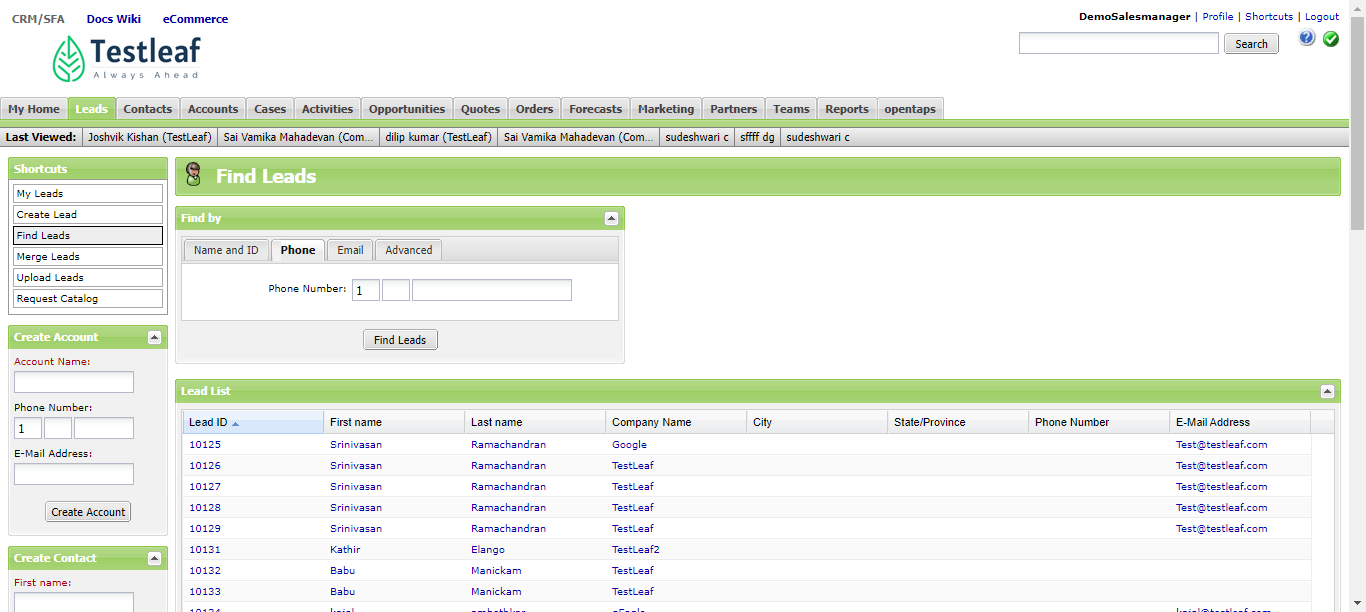 CRM/SFA Docs Wiki eCommerce
DemoSalesmanager | Profile | Shortcuts | Logout
Testleaf
Always Ahead
Search
My Home Leads Contacts Accounts Cases Activities Opportunities Quotes Orders Forecasts Marketing Partners Teams Reports opentaps
Last Viewed: Joshvik Kishan (TestLeaf) Sai Vamika Mahadevan (Com... dilip kumar (TestLeaf) Sai Vamika Mahadevan (Com... sudeshwari c sffff dg sudeshwari c
Shortcuts
My Leads
Create Lead
Find Leads
Merge Leads
Upload Leads
Request Catalog
Create Account
Account Name:
Phone Number:
1
E-Mail Address:
Create Account
Create Contact
First name:
Find Leads
Find by
Name and ID Phone Email Advanced
Phone Number: 1
Find Leads
Lead List
Lead ID First name Last name Company Name City State/Province Phone Number E-Mail Address
10125 Srinivasan Ramachandran Google Test@testleaf.com
10126 Srinivasan Ramachandran TestLeaf Test@testleaf.com
10127 Srinivasan Ramachandran TestLeaf Test@testleaf.com
10128 Srinivasan Ramachandran TestLeaf Test@testleaf.com
10129 Srinivasan Ramachandran TestLeaf Test@testleaf.com
10131 Kathir Elango TestLeaf2
10132 Babu Manickam TestLeaf
10133 Babu Manickam TestLeaf